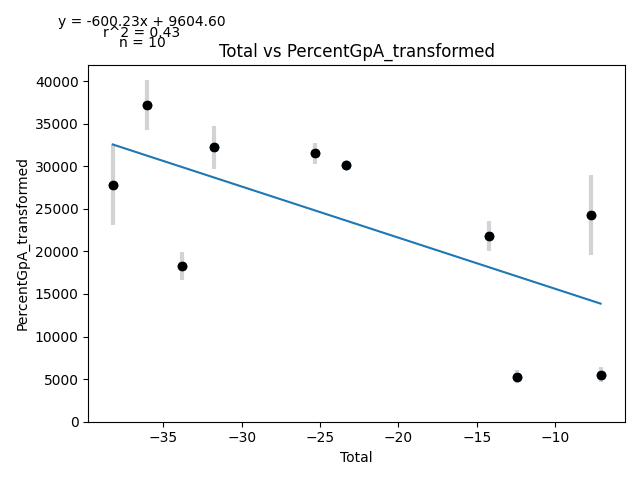 y = -600.23x + 9604.60
r^2 = 0.43
n = 10
Total vs PercentGpA_transformed
PercentGpA_transformed
40000
35000
30000
25000
20000
15000
10000
5000
0
−35 −30 −25 −20 −15 −10
Total